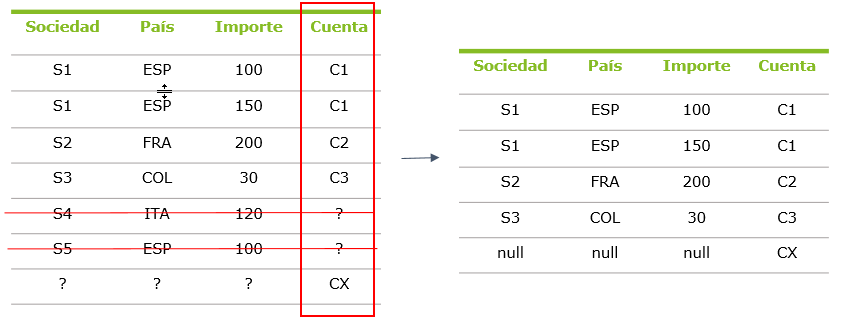 Sociedad País Importe Cuenta
S1 ESP 100 C1
S1 ESP 150 C1
S2 FRA 200 C2
S3 COL 30 C3
S4 ITA 120 ?
S5 ESP 100 ?
? ? ? CX
Sociedad País Importe Cuenta
S1 ESP 100 C1
S1 ESP 150 C1
S2 FRA 200 C2
S3 COL 30 C3
null null null CX